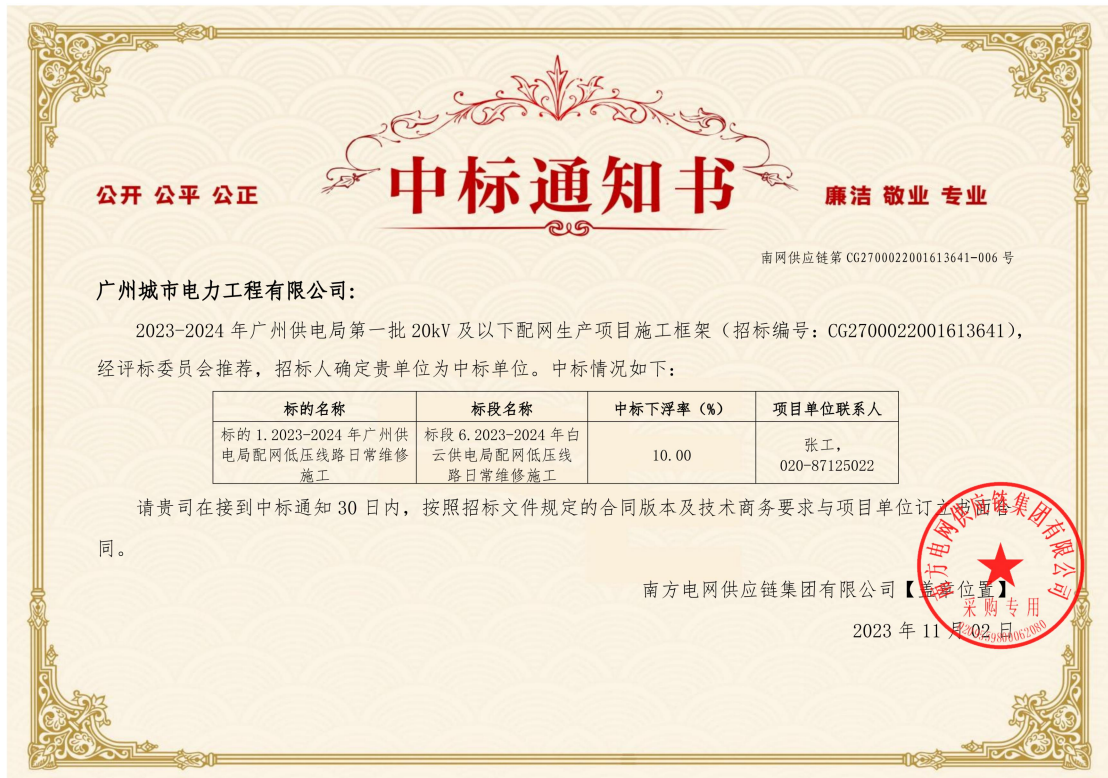 公开 公平 公正
中标通知书
廉洁 敬业 专业
南网供应链第 CG2700022001613641-006 号
广州城市电力工程有限公司:
2023-2024 年广州供电局第一批 20kV 及以下配网生产项目施工框架（招标编号: CG2700022001613641),
经评标委员会推荐, 招标人确定贵单位为中标单位。中标情况如下:
标的名称 标段名称 中标下浮率（%） 项目单位联系人
标的 1.2023-2024 年广州供
电局配网低压线路日常维修
施工
标段 6.2023-2024 年白
云供电局配网低压线
路日常维修施工
10.00
张工,
020-87125022
请贵司在接到中标通知 30 日内, 按照招标文件规定的合同版本及技术商务要求与项目单位订立书面合
同。
南方电网供应链集团有限公司【盖章位置】
2023 年 11 月 02 日
南方电网供应链集团有限公司
采购专用